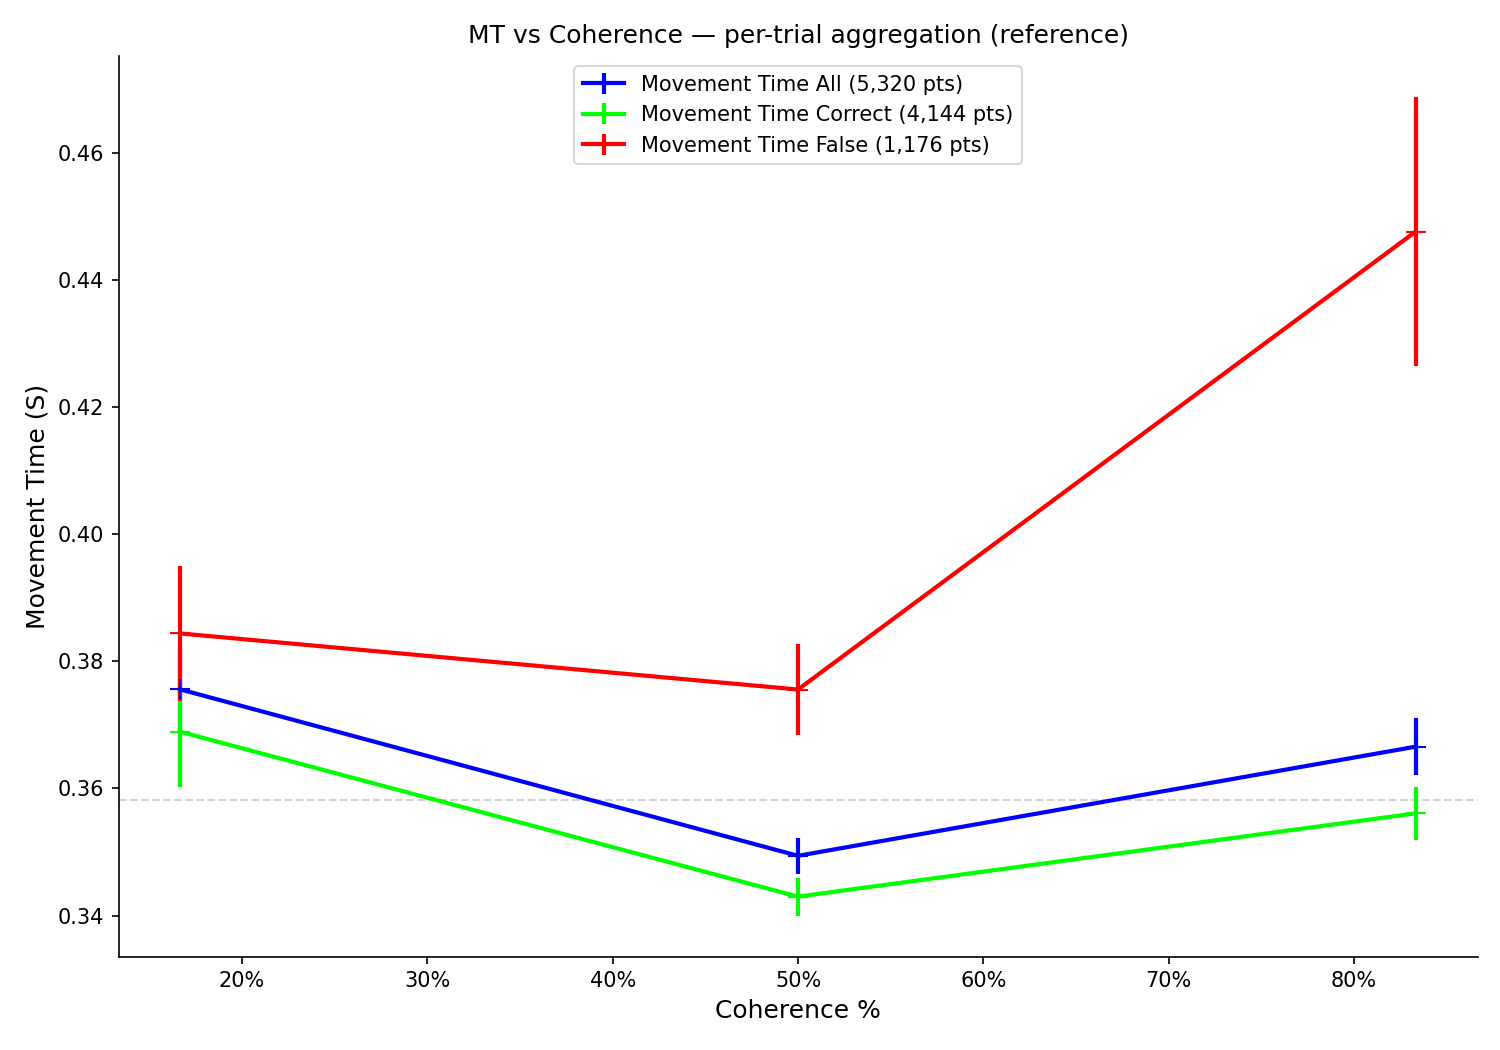 MT vs Coherence — per-trial aggregation (reference)
Movement Time All (5,320 pts)
Movement Time Correct (4,144 pts)
Movement Time False (1,176 pts)
Movement Time (S)
0.46
0.44
0.42
0.40
0.38
0.36
0.34
20% 30% 40% 50% 60% 70% 80%
Coherence %